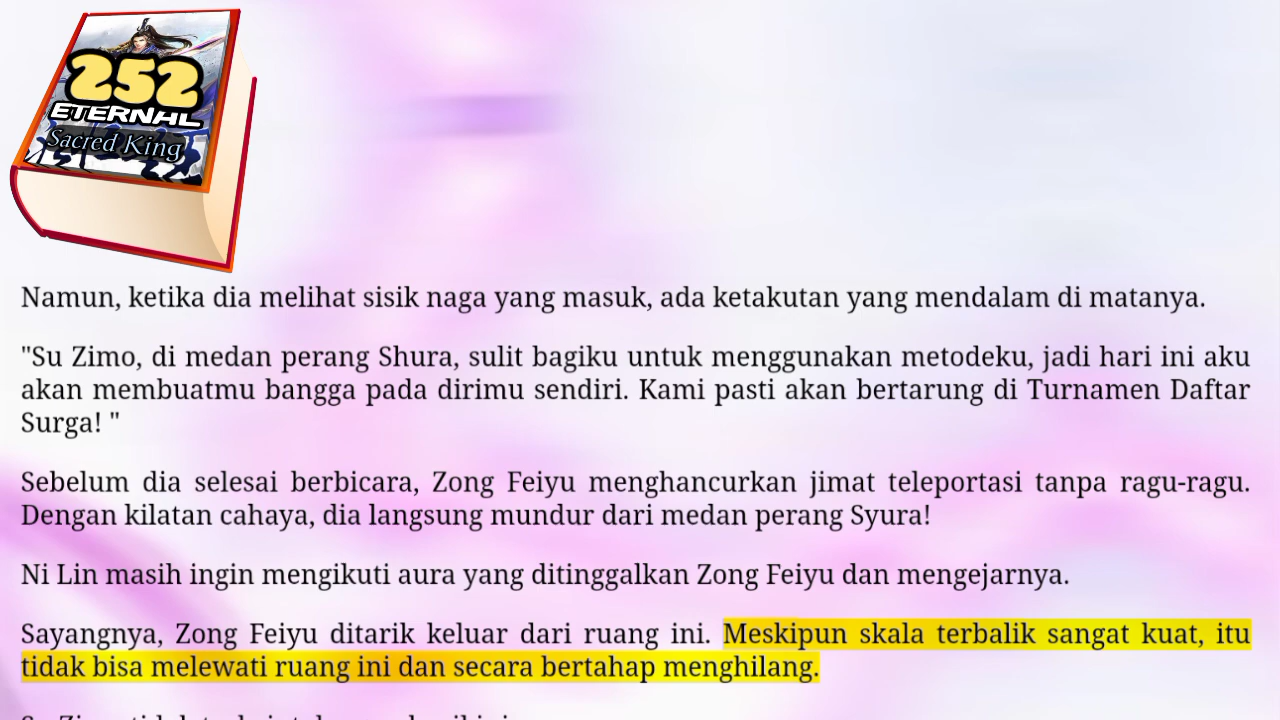 252
ETERNAL
Sacred King
Namun, ketika dia melihat sisik naga yang masuk, ada ketakutan yang mendalam di matanya.
"Su Zimo, di medan perang Shura, sulit bagiku untuk menggunakan metodeku, jadi hari ini aku
akan membuatmu bangga pada dirimu sendiri. Kami pasti akan bertarung di Turnamen Daftar
Surga! "
Sebelum dia selesai berbicara, Zong Feiyu menghancurkan jimat teleportasi tanpa ragu-ragu.
Dengan kilatan cahaya, dia langsung mundur dari medan perang Syura!
Ni Lin masih ingin mengikuti aura yang ditinggalkan Zong Feiyu dan mengejarnya.
Sayangnya, Zong Feiyu ditarik keluar dari ruang ini. Meskipun skala terbalik sangat kuat, itu
tidak bisa melewati ruang ini dan secara bertahap menghilang.